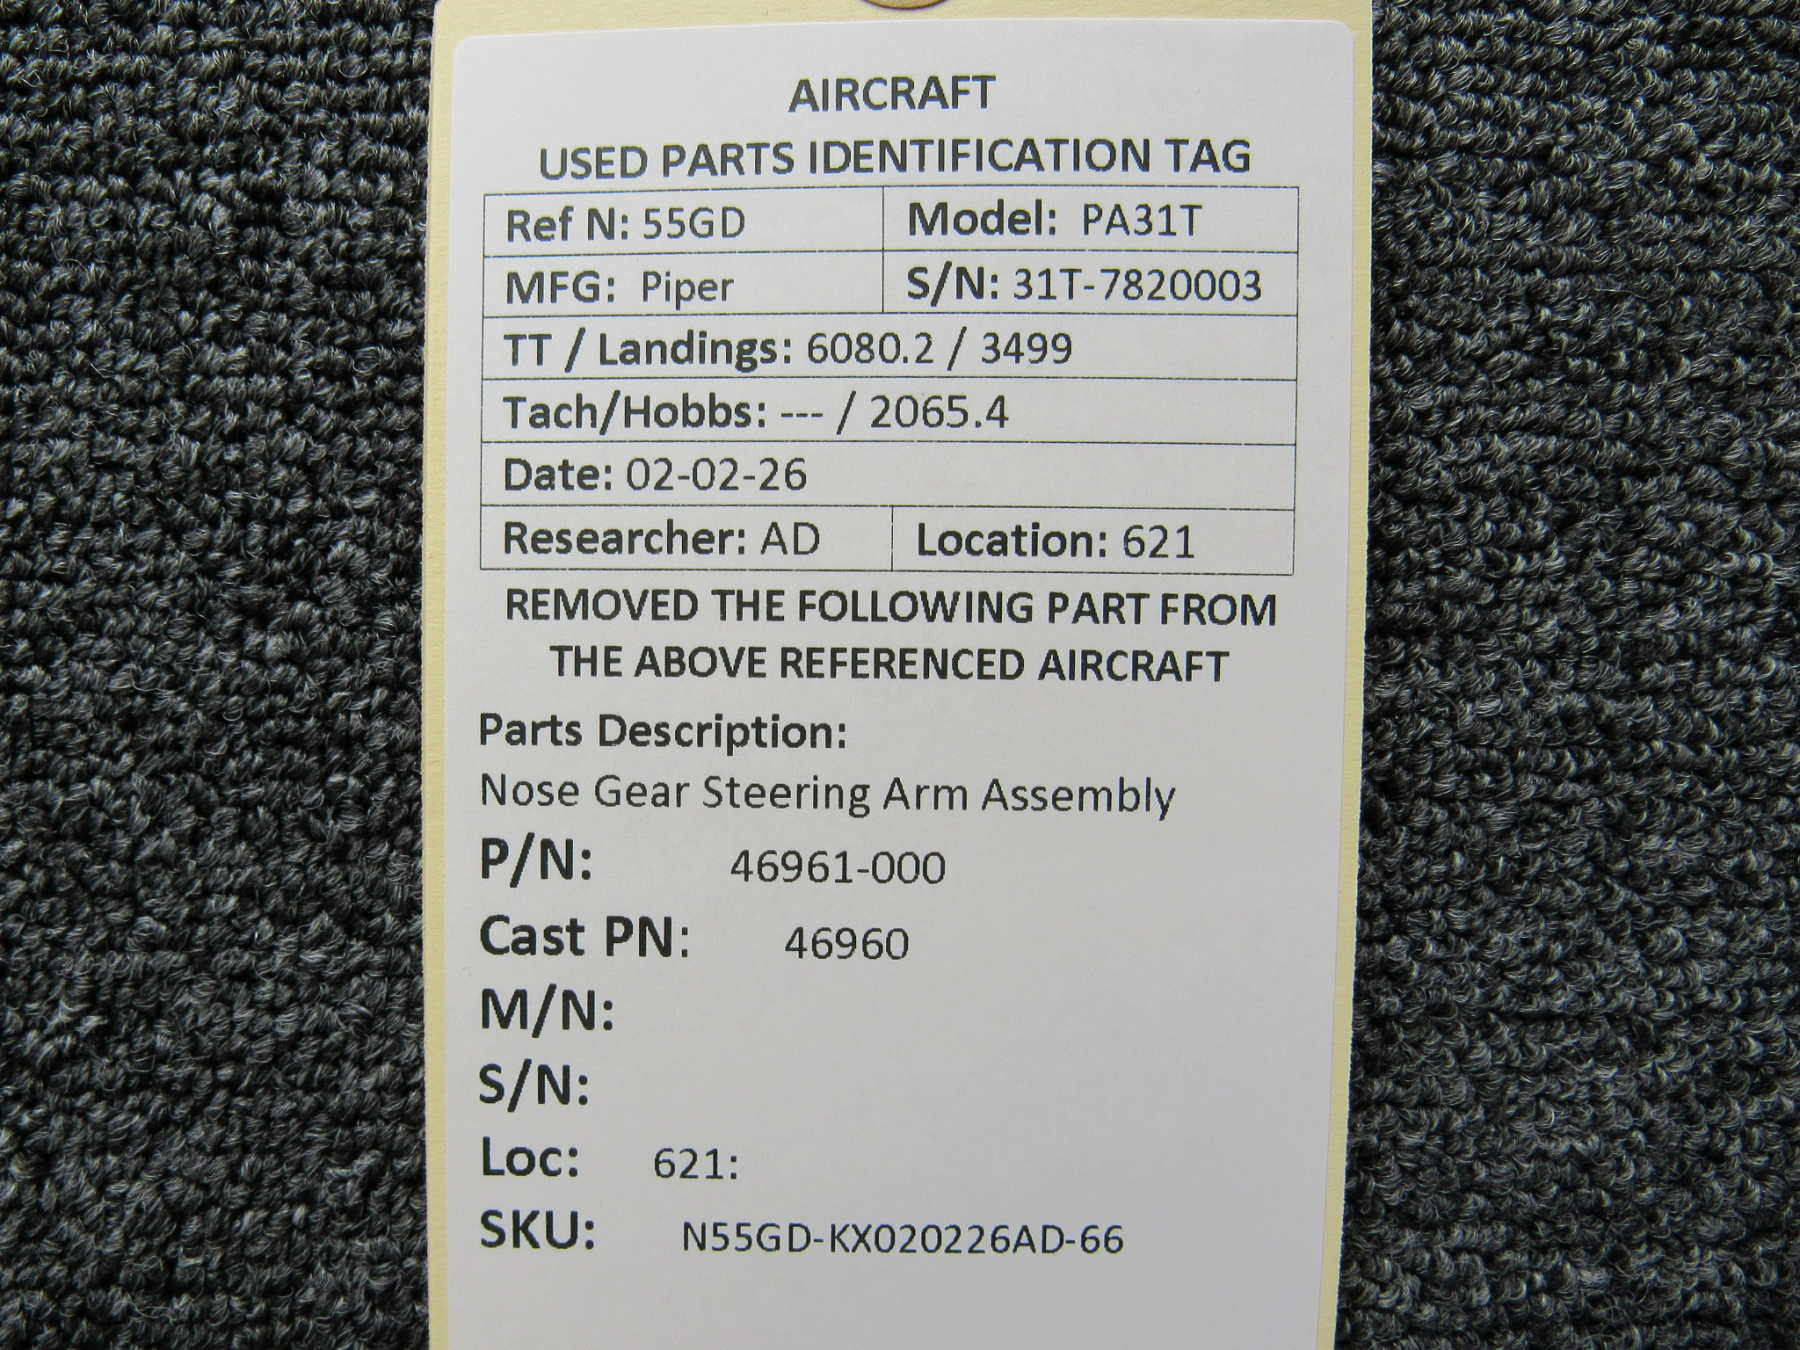 AIRCRAFT
USED PARTS IDENTIFICATION TAG
Ref N: 55GD Model: PA31T
MFG: Piper S/N: 31T-7820003
TT / Landings: 6080.2 / 3499
Tach/Hobbs: --- / 2065.4
Date: 02-02-26
Researcher: AD Location: 621
REMOVED THE FOLLOWING PART FROM
THE ABOVE REFERENCED AIRCRAFT
Parts Description:
Nose Gear Steering Arm Assembly
P/N: 46961-000
Cast PN: 46960
M/N:
S/N:
Loc: 621:
SKU: N55GD-KX020226AD-66